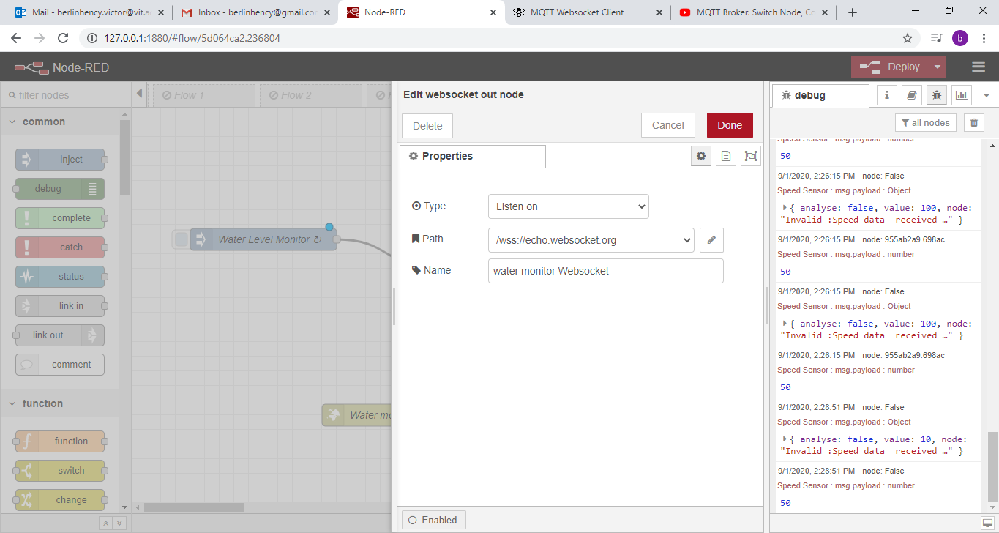 Mail - berlinhency.victor@vit.a
Inbox - berlinhency@gmail.co
Node-RED
MQTT Websocket Client
MQTT Broker: Switch Node, Co
127.0.0.1:1880/#flow/5d064ca2.236804
b
Node-RED
Deploy
filter nodes
Flow 1
Flow 2
common
inject
debug
complete
catch
status
link in
link out
comment
function
function
switch
change
Water Level Monitor ↻
Water mo
Edit websocket out node
Delete
Cancel
Done
Properties
Type
Listen on
Path
/wss://echo.websocket.org
Name
water monitor Websocket
Enabled
debug
all nodes
Speed Sensor : msg.payload : number
50
9/1/2020, 2:26:15 PM node: False
Speed Sensor : msg.payload : Object
{ analyse: false, value: 100, node:
"Invalid :Speed data received …" }
9/1/2020, 2:26:15 PM node: 955ab2a9.698ac
Speed Sensor : msg.payload : number
50
9/1/2020, 2:26:15 PM node: False
Speed Sensor : msg.payload : Object
{ analyse: false, value: 100, node:
"Invalid :Speed data received …" }
9/1/2020, 2:26:15 PM node: 955ab2a9.698ac
Speed Sensor : msg.payload : number
50
9/1/2020, 2:28:51 PM node: False
Speed Sensor : msg.payload : Object
{ analyse: false, value: 10, node:
"Invalid :Speed data received …" }
9/1/2020, 2:28:51 PM node: False
Speed Sensor : msg.payload : number
50